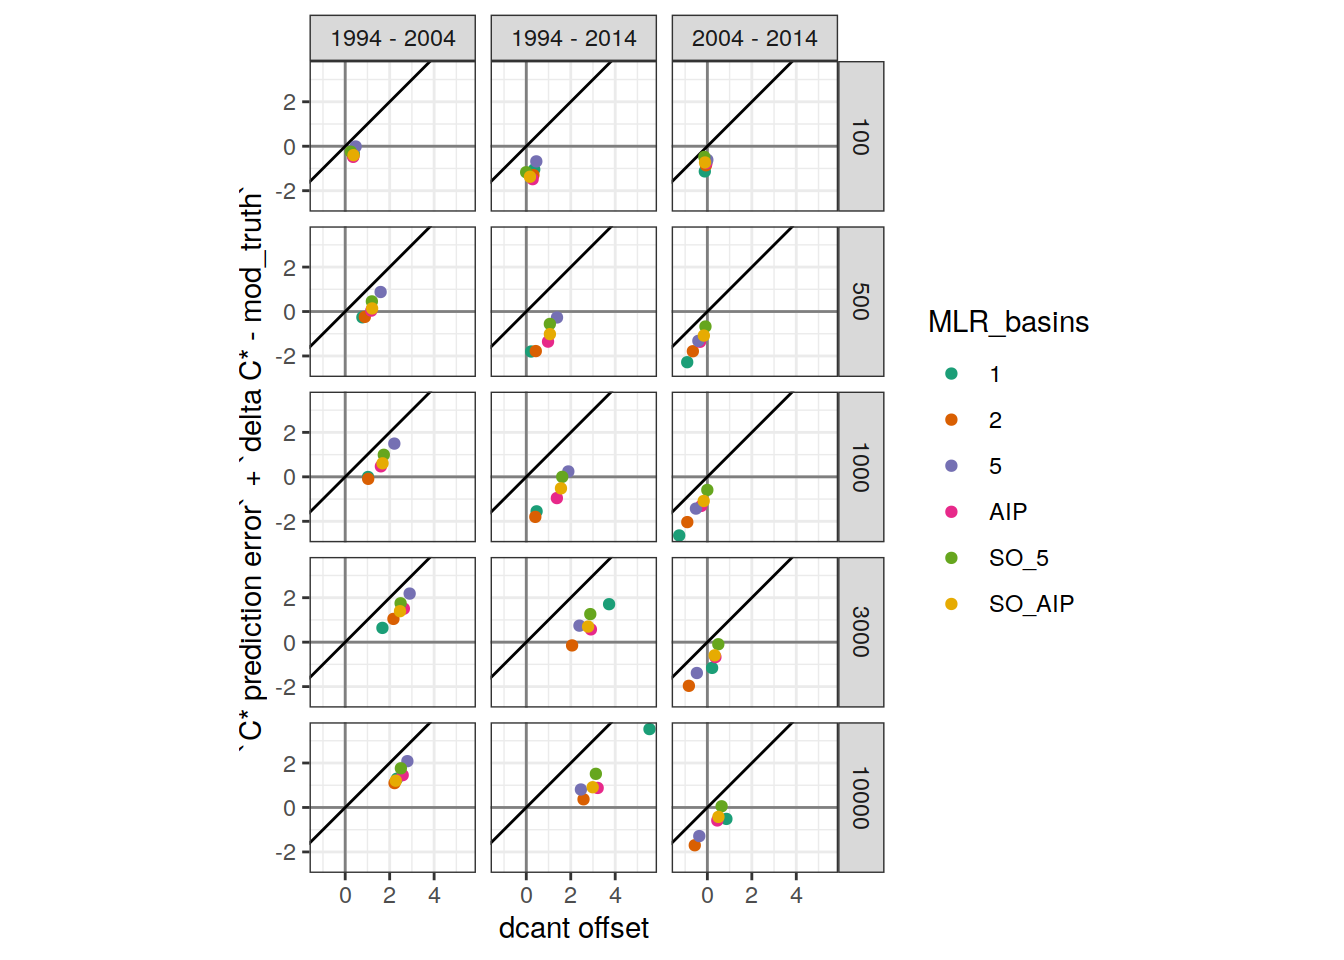 1994 - 2004
1994 - 2014
2004 - 2014
2
0
-2
100
2
0
-2
500
2
0
-2
1000
2
0
-2
3000
2
0
-2
10000
0 2 4
0 2 4
0 2 4
dcant offset
`C* prediction error` + `delta C* - mod_truth`
MLR_basins
1
2
5
AIP
SO_5
SO_AIP